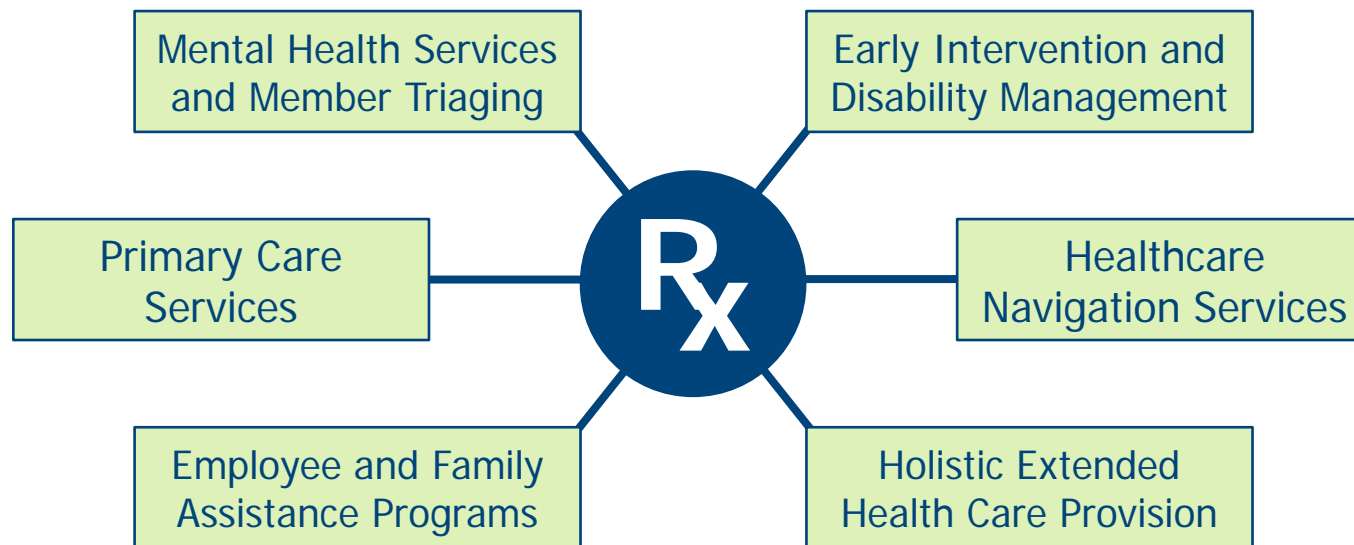 Mental Health Services
and Member Triaging
Early Intervention and
Disability Management
Primary Care
Services
Rx
Healthcare
Navigation Services
Employee and Family
Assistance Programs
Holistic Extended
Health Care Provision